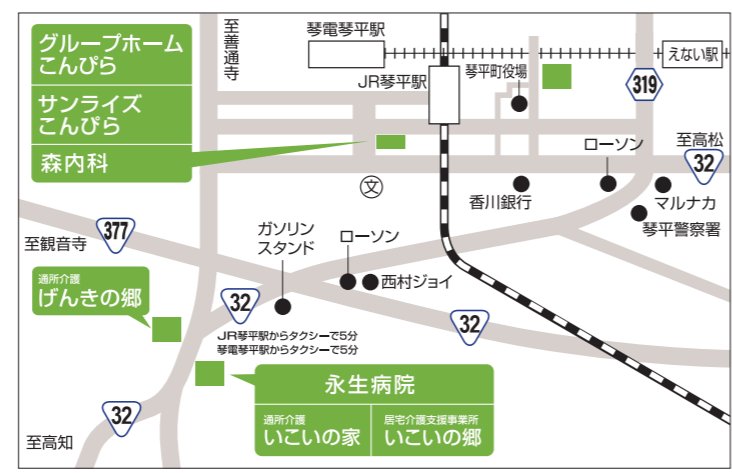 グループホーム
こんぴら
サンライズ
こんぴら
森内科
至善通寺
琴電琴平駅
JR琴平駅
琴平町役場
えない駅
319
ローソン
至高松
32
文
香川銀行
マルナカ
琴平警察署
377
至観音寺
ガソリン
スタンド
ローソン
西村ジョイ
通所介護
げんきの郷
32
32
JR琴平駅からタクシーで5分
琴電琴平駅からタクシーで5分
永生病院
通所介護
いこいの家
居宅介護支援事業所
いこいの郷
32
至高知